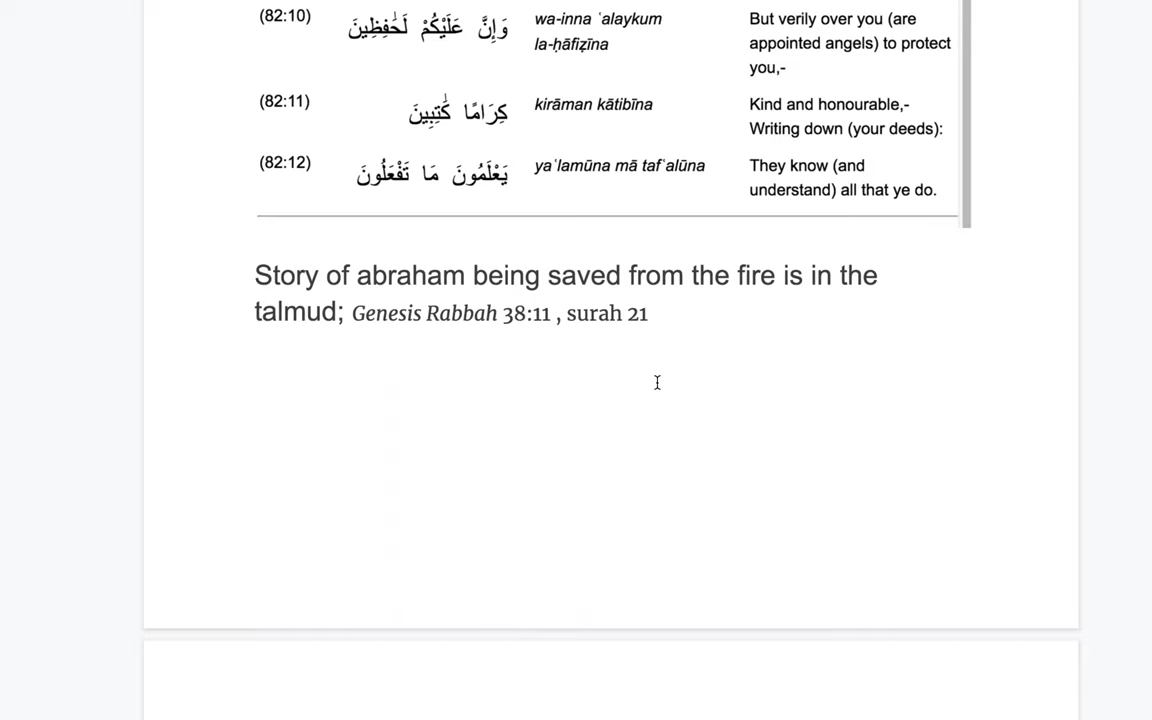 (82:10) وَإِنَّ عَلَيْكُمْ لَحَٰفِظِينَ wa-inna ʿalaykum But verily over you (are
la-ḥāfiẓīna appointed angels) to protect
you,-
(82:11) كِرَامًا كَٰتِبِينَ kirāman kātibīna Kind and honourable,-
Writing down (your deeds):
(82:12) يَعْلَمُونَ مَا تَفْعَلُونَ yaʿlamūna mā tafʿalūna They know (and
understand) all that ye do.
Story of abraham being saved from the fire is in the
talmud; Genesis Rabbah 38:11 , surah 21